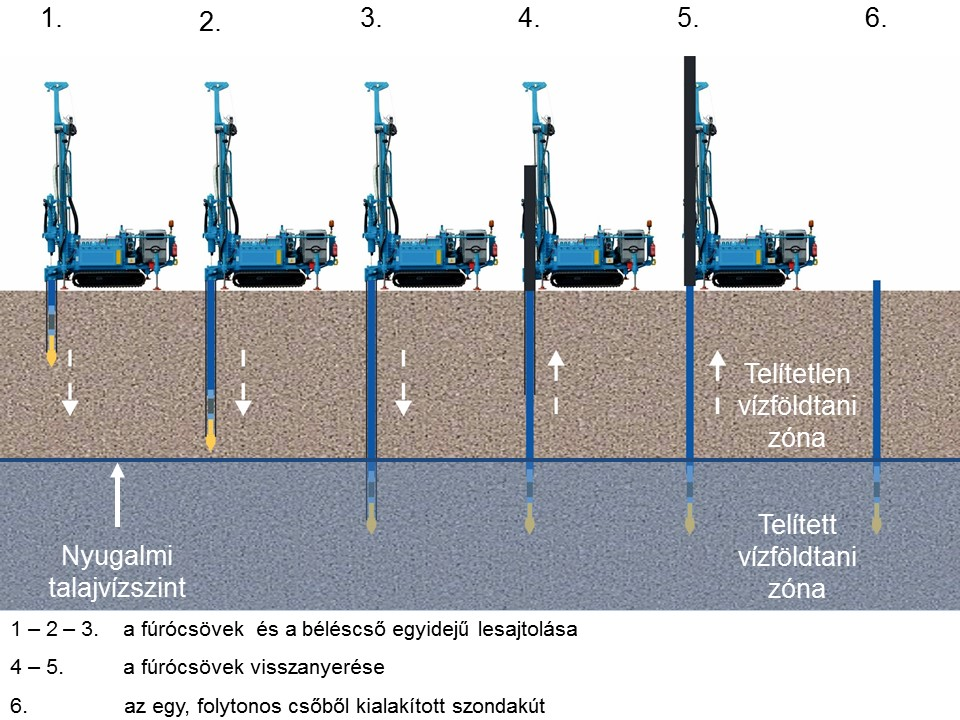 1. 2. 3. 4. 5. 6.
Telítetlen
vízföldtani
zóna
Nyugalmi
talajvízszint
Telített
vízföldtani
zóna
1 – 2 – 3. a fúrócsövek és a béléscső egyidejű lesajtolása
4 – 5. a fúrócsövek visszanyerése
6. az egy, folytonos csőből kialakított szondakút